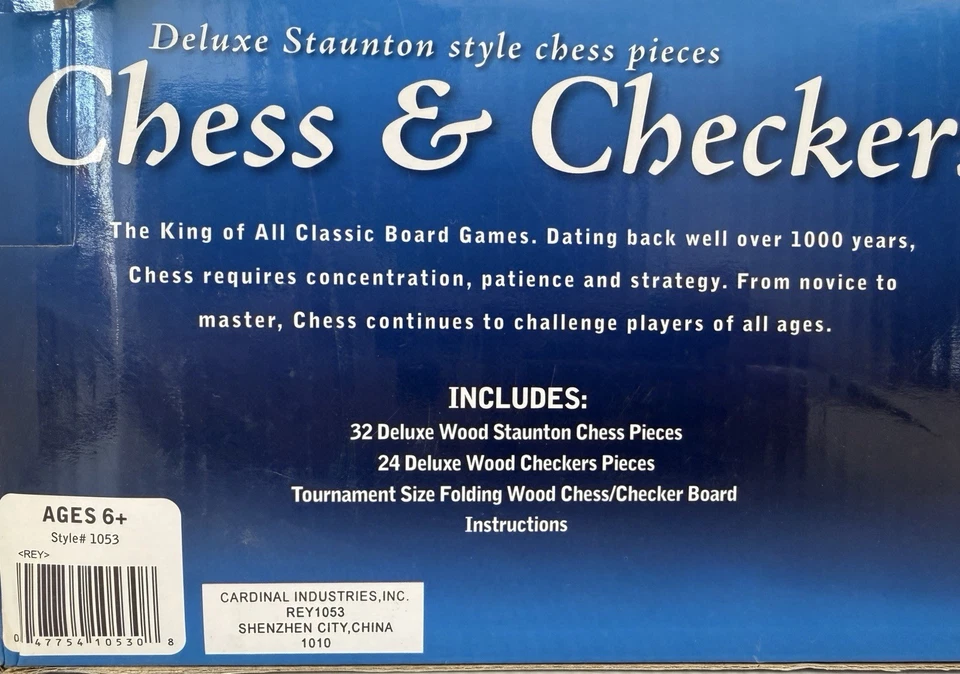 Deluxe Staunton style chess pieces
Chess & Checkers
The King of All Classic Board Games. Dating back well over 1000 years,
Chess requires concentration, patience and strategy. From novice to
master, Chess continues to challenge players of all ages.
INCLUDES:
32 Deluxe Wood Staunton Chess Pieces
24 Deluxe Wood Checkers Pieces
Tournament Size Folding Wood Chess/Checker Board
Instructions
AGES 6+
Style# 1053
<REY>
0 47754 10530 8
CARDINAL INDUSTRIES,INC.
REY1053
SHENZHEN CITY,CHINA
1010